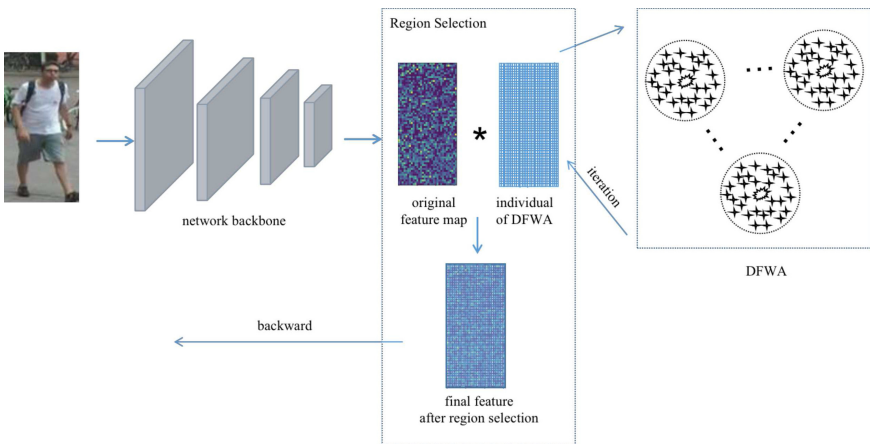 Region Selection
network backbone
original
feature map
*
individual
of DFWA
iteration
DFWA
backward
final feature
after region selection